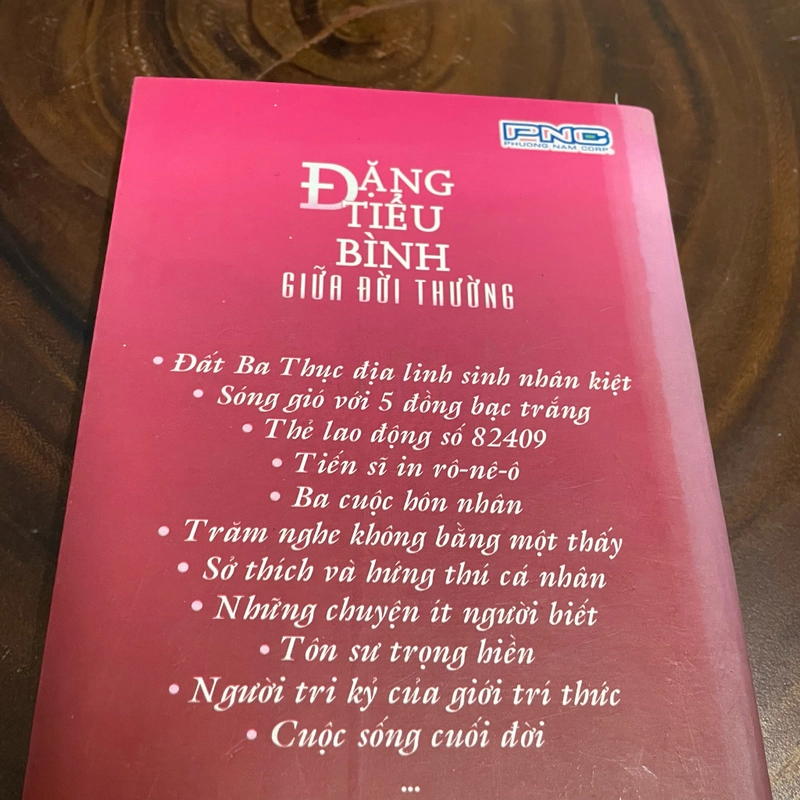 PNC
PHUONG NAM CORP.
ĐẶNG
TIỂU
BÌNH
GIỮA ĐỜI THƯỜNG
• Đất Ba Thục địa linh sinh nhân kiệt
• Sóng gió với 5 đồng bạc trắng
• Thẻ lao động số 82409
• Tiến sĩ in rô-nê-ô
• Ba cuộc hôn nhân
• Trăm nghe không bằng một thấy
• Sở thích và hứng thú cá nhân
• Những chuyện ít người biết
• Tôn sư trọng hiền
• Người tri kỷ của giới trí thức
• Cuộc sống cuối đời
...